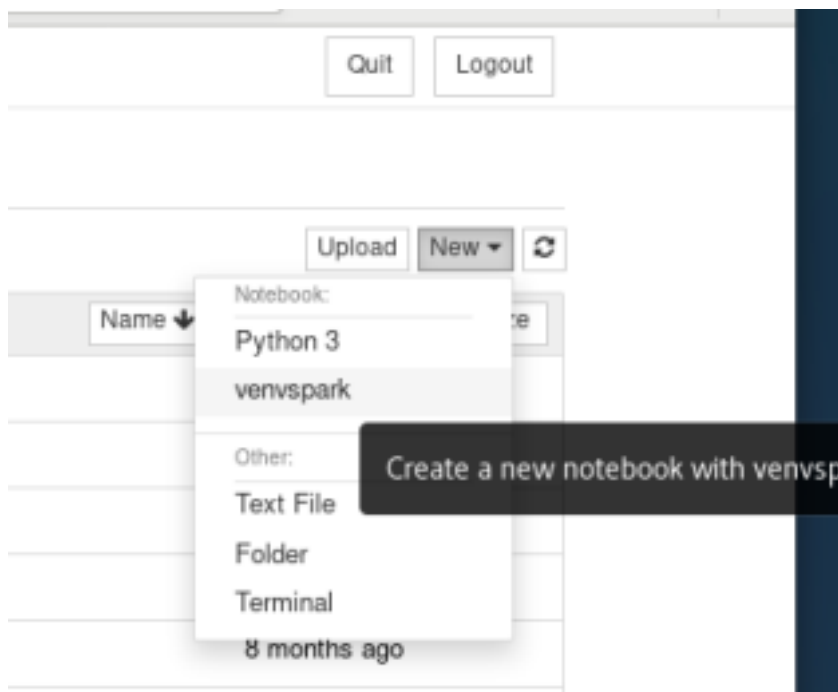 Quit Logout
Upload New
Notebook:
Name
Python 3
venvspark
Other:
Create a new notebook with
Text File
Folder
Terminal
8 months ago